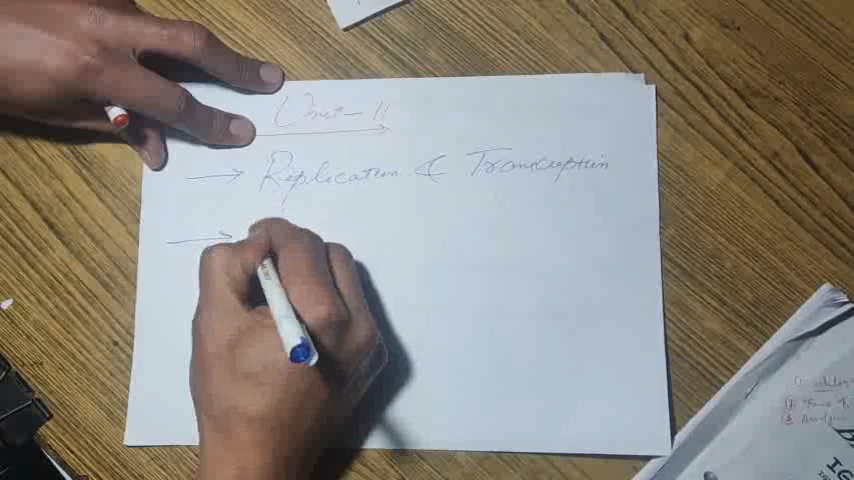 Unit-II
→ Replication & Transcription
→